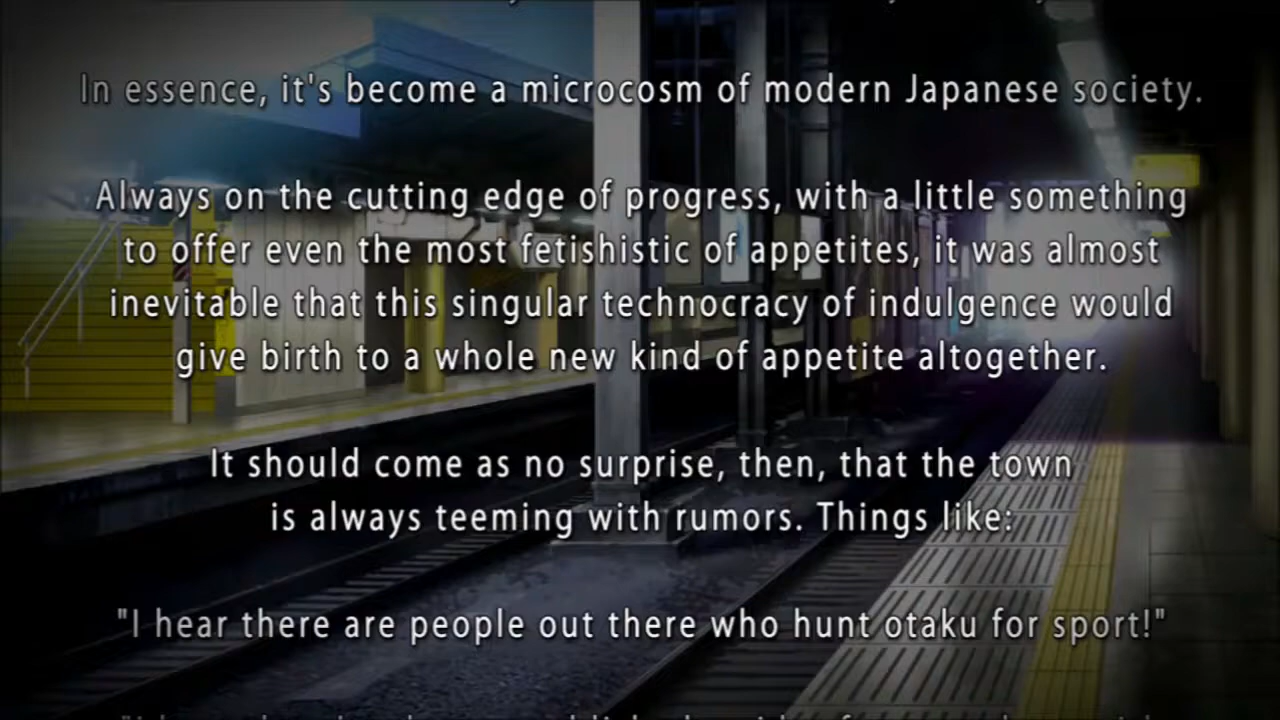 In essence, it's become a microcosm of modern Japanese society.
Always on the cutting edge of progress, with a little something
to offer even the most fetishistic of appetites, it was almost
inevitable that this singular technocracy of indulgence would
give birth to a whole new kind of appetite altogether.
It should come as no surprise, then, that the town
is always teeming with rumors. Things like:
"I hear there are people out there who hunt otaku for sport!"